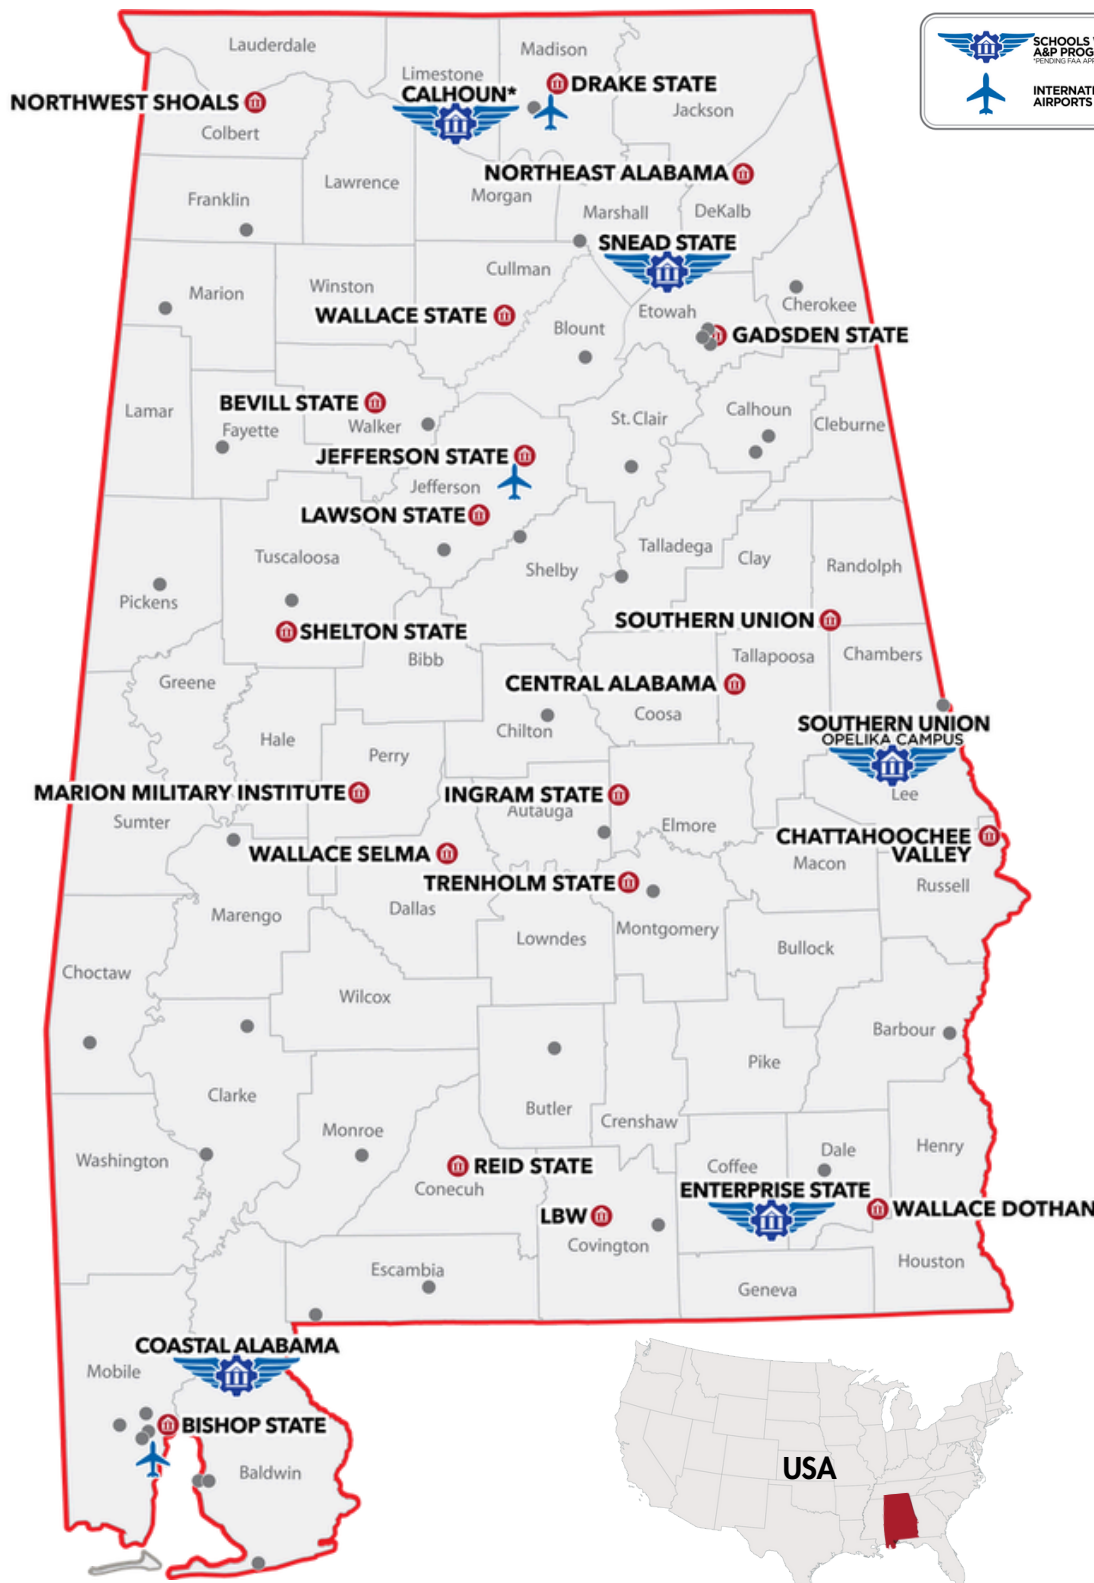 SCHOOLS
A&P PROG
*PENDING FAA APP
INTERNATI
AIRPORTS
Lauderdale
Madison
Limestone
CALHOUN*
DRAKE STATE
NORTHWEST SHOALS
Jackson
Colbert
NORTHEAST ALABAMA
Lawrence
Franklin
Morgan
Marshall
DeKalb
SNEAD STATE
Cullman
Winston
Marion
Cherokee
Etowah
WALLACE STATE
Blount
GADSDEN STATE
BEVILL STATE
Lamar
Fayette
Walker
St. Clair
Calhoun
Cleburne
JEFFERSON STATE
Jefferson
LAWSON STATE
Talladega
Tuscaloosa
Clay
Shelby
Randolph
Pickens
SOUTHERN UNION
SHELTON STATE
Bibb
Tallapoosa
Chambers
Greene
CENTRAL ALABAMA
Coosa
SOUTHERN UNION
OPELIKA CAMPUS
Chilton
Hale
Perry
MARION MILITARY INSTITUTE
INGRAM STATE
Lee
Autauga
Sumter
Elmore
CHATTAHOOCHEE
VALLEY
WALLACE SELMA
Macon
TRENHOLM STATE
Russell
Dallas
Marengo
Montgomery
Lowndes
Bullock
Choctaw
Wilcox
Barbour
Pike
Clarke
Butler
Crenshaw
Monroe
Henry
Dale
Washington
REID STATE
Coffee
Conecuh
ENTERPRISE STATE
WALLACE DOTHAN
LBW
Covington
Houston
Escambia
Geneva
COASTAL ALABAMA
Mobile
BISHOP STATE
Baldwin
USA